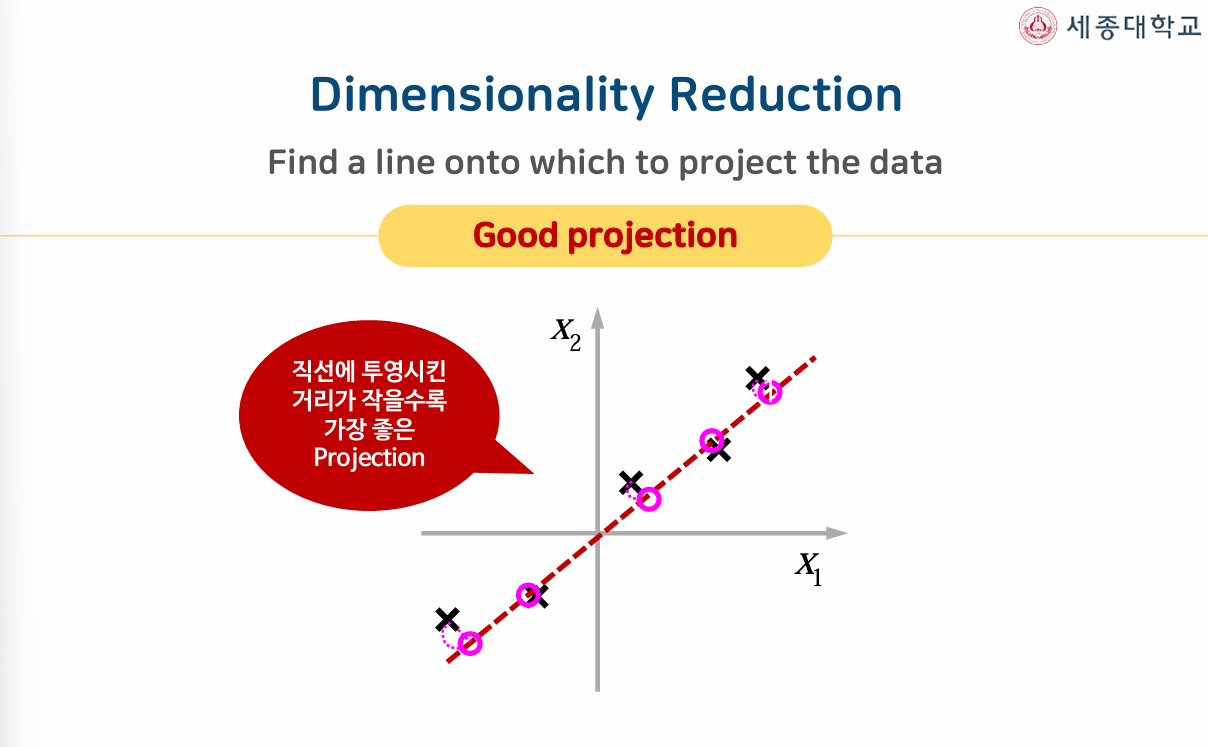 세종대학교
Dimensionality Reduction
Find a line onto which to project the data
Good projection
직선에 투영시킨
거리가 작을수록
가장 좋은
Projection
X2
X1